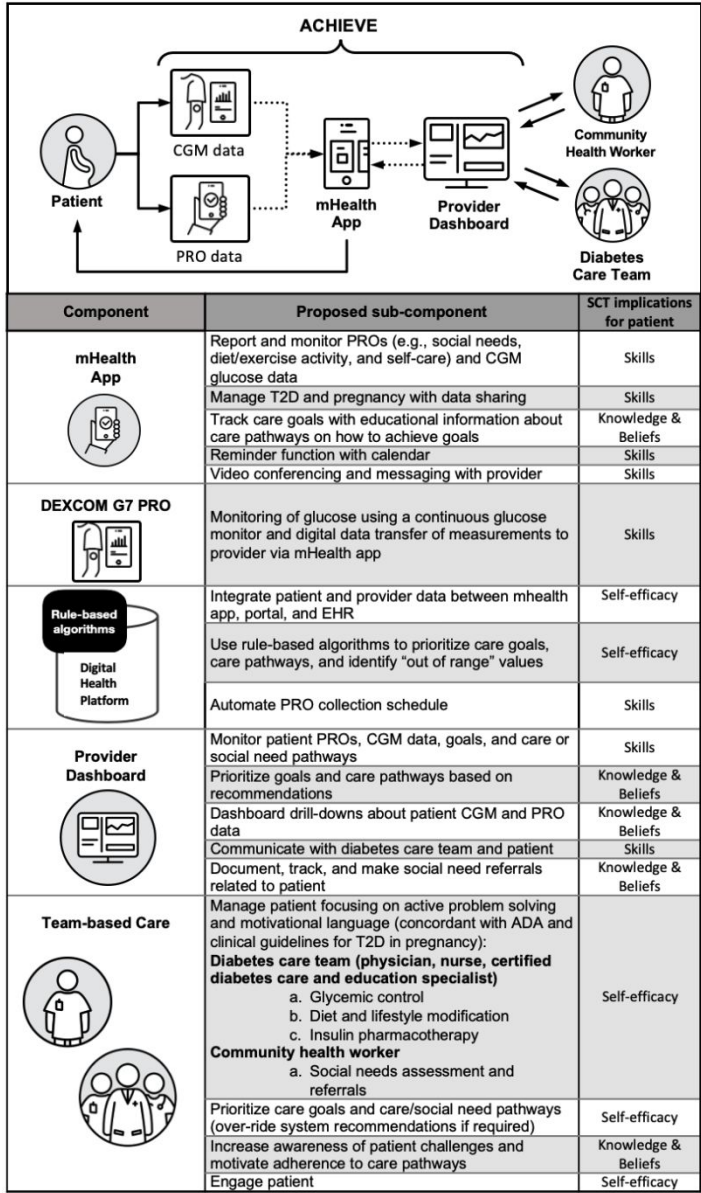 ACHIEVE
CGM data
Patient
PRO data
mHealth
App
Provider
Dashboard
Community
Health Worker
Diabetes
Care Team
Component
Proposed sub-component
SCT implications
for patient
mHealth
App
Report and monitor PROs (e.g., social needs,
diet/exercise activity, and self-care) and CGM
glucose data
Skills
Manage T2D and pregnancy with data sharing
Skills
Track care goals with educational information about
care pathways on how to achieve goals
Knowledge &
Beliefs
Reminder function with calendar
Skills
Video conferencing and messaging with provider
Skills
DEXCOM G7 PRO
Monitoring of glucose using a continuous glucose
monitor and digital data transfer of measurements to
provider via mHealth app
Skills
Rule-based
algorithms
Digital
Health
Platform
Integrate patient and provider data between mhealth
app, portal, and EHR
Self-efficacy
Use rule-based algorithms to prioritize care goals,
care pathways, and identify “out of range” values
Self-efficacy
Automate PRO collection schedule
Skills
Provider
Dashboard
Monitor patient PROs, CGM data, goals, and care or
social need pathways
Skills
Prioritize goals and care pathways based on
recommendations
Knowledge &
Beliefs
Dashboard drill-downs about patient CGM and PRO
data
Knowledge &
Beliefs
Communicate with diabetes care team and patient
Skills
Document, track, and make social need referrals
related to patient
Knowledge &
Beliefs
Team-based Care
Manage patient focusing on active problem solving
and motivational language (concordant with ADA and
clinical guidelines for T2D in pregnancy):
Diabetes care team (physician, nurse, certified
diabetes care and education specialist)
a. Glycemic control
b. Diet and lifestyle modification
c. Insulin pharmacotherapy
Community health worker
a. Social needs assessment and
referrals
Self-efficacy
Prioritize care goals and care/social need pathways
(over-ride system recommendations if required)
Self-efficacy
Increase awareness of patient challenges and
motivate adherence to care pathways
Knowledge &
Beliefs
Engage patient
Self-efficacy